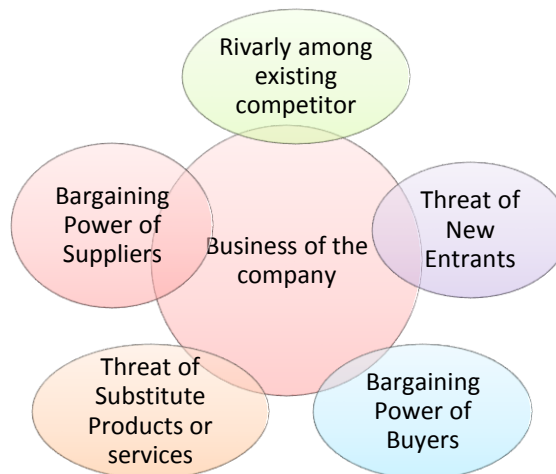 Rivarly among
existing
competitor
Bargaining
Power of
Suppliers
Business of the
company
Threat of
New
Entrants
Threat of
Substitute
Products or
services
Bargaining
Power of
Buyers